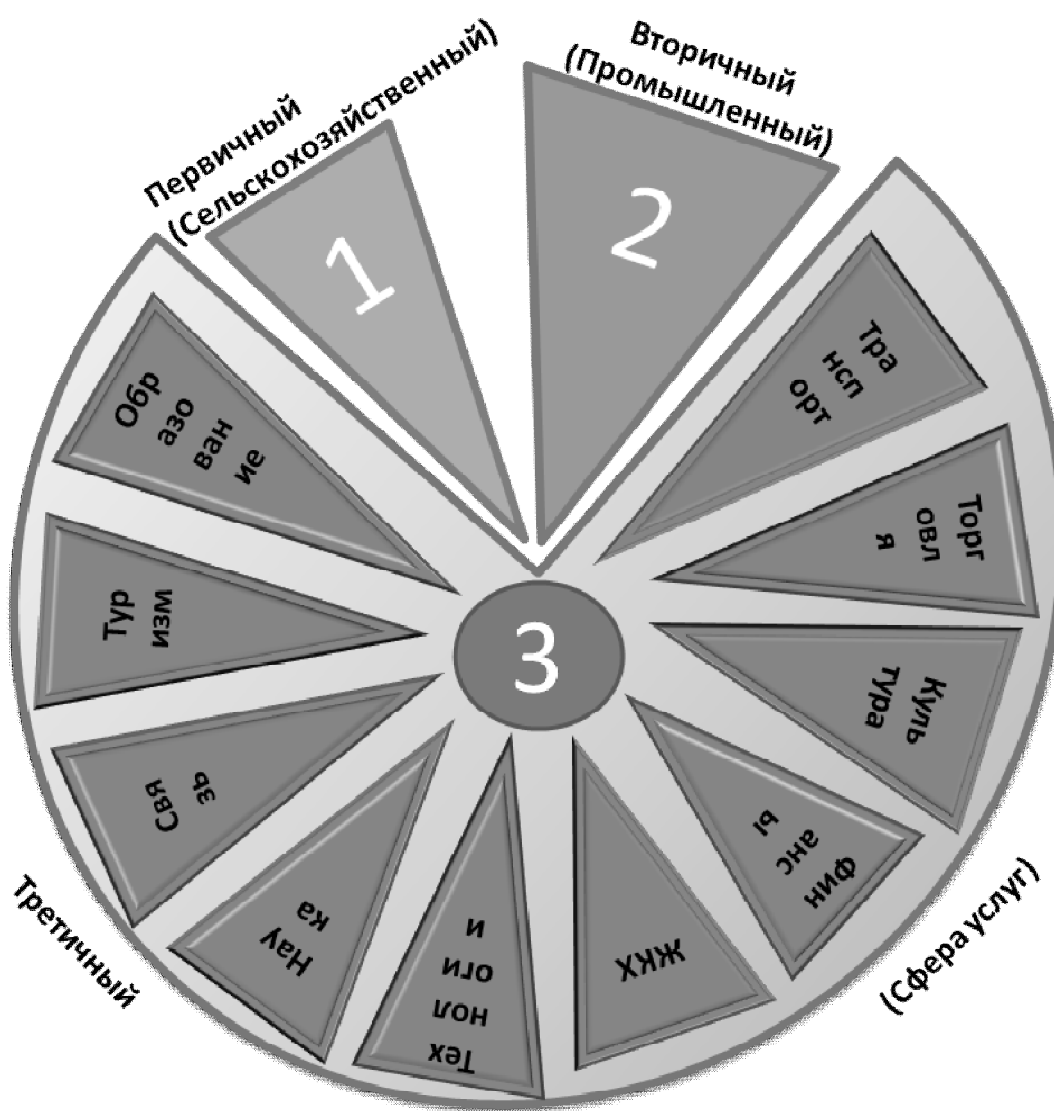 Первичный
(Сельскохозяйственный)
1
Вторичный
(Промышленный)
2
Тра
нсп
орт
Торг
овл
я
Куль
тура
Фин
анс
ы
ЖКХ
Тех
нол
оги
и
Нау
ка
Свя
зь
Тур
изм
Обр
азо
ван
ие
3
Третичный
(Сфера услуг)